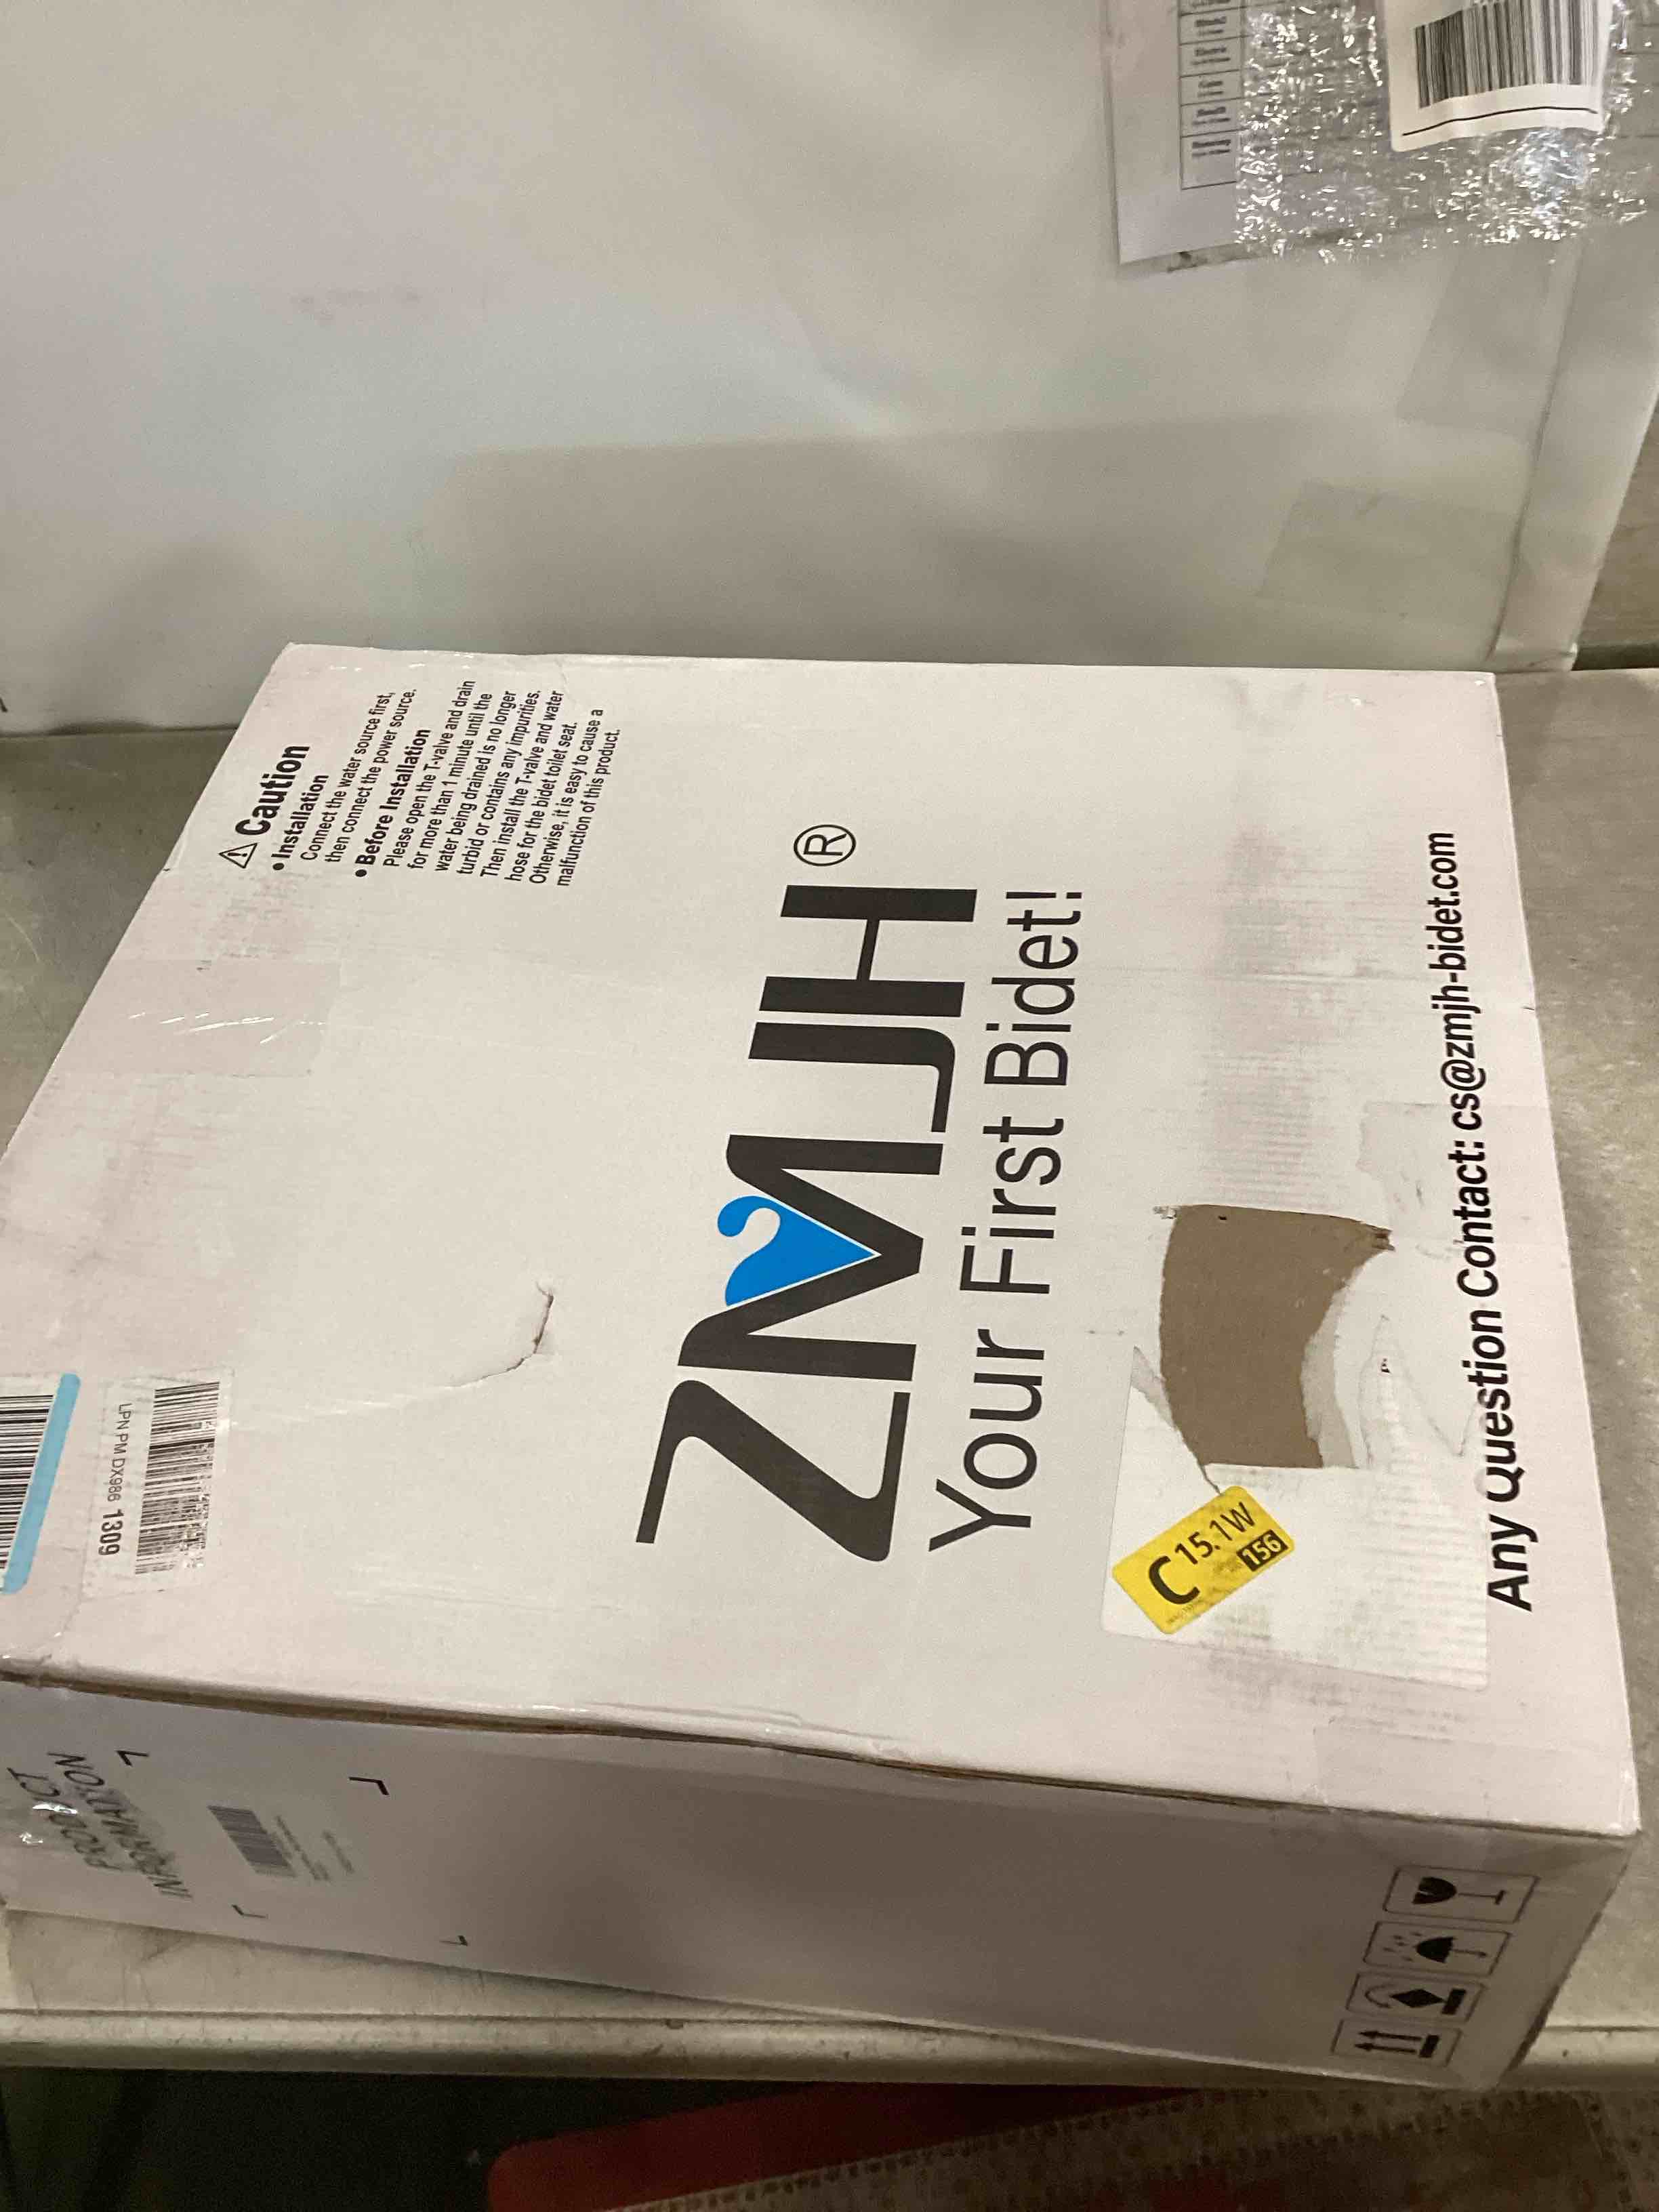 ⚠ Caution
• Installation
Connect the water source first,
then connect the power source.
• Before Installation
Please open the T-valve and drain
for more than 1 minute until the
water being drained is no longer
turbid or contains any impurities.
Then install the T-valve and water
hose for the bidet toilet seat.
Otherwise, it is easy to cause a
malfunction of this product.
LPN PM DX986 1309
ZMJH®
Your First Bidet!
C 15.1W
156
Any Question Contact: cs@zmjh-bidet.com
PRODUCT
INFORMATION